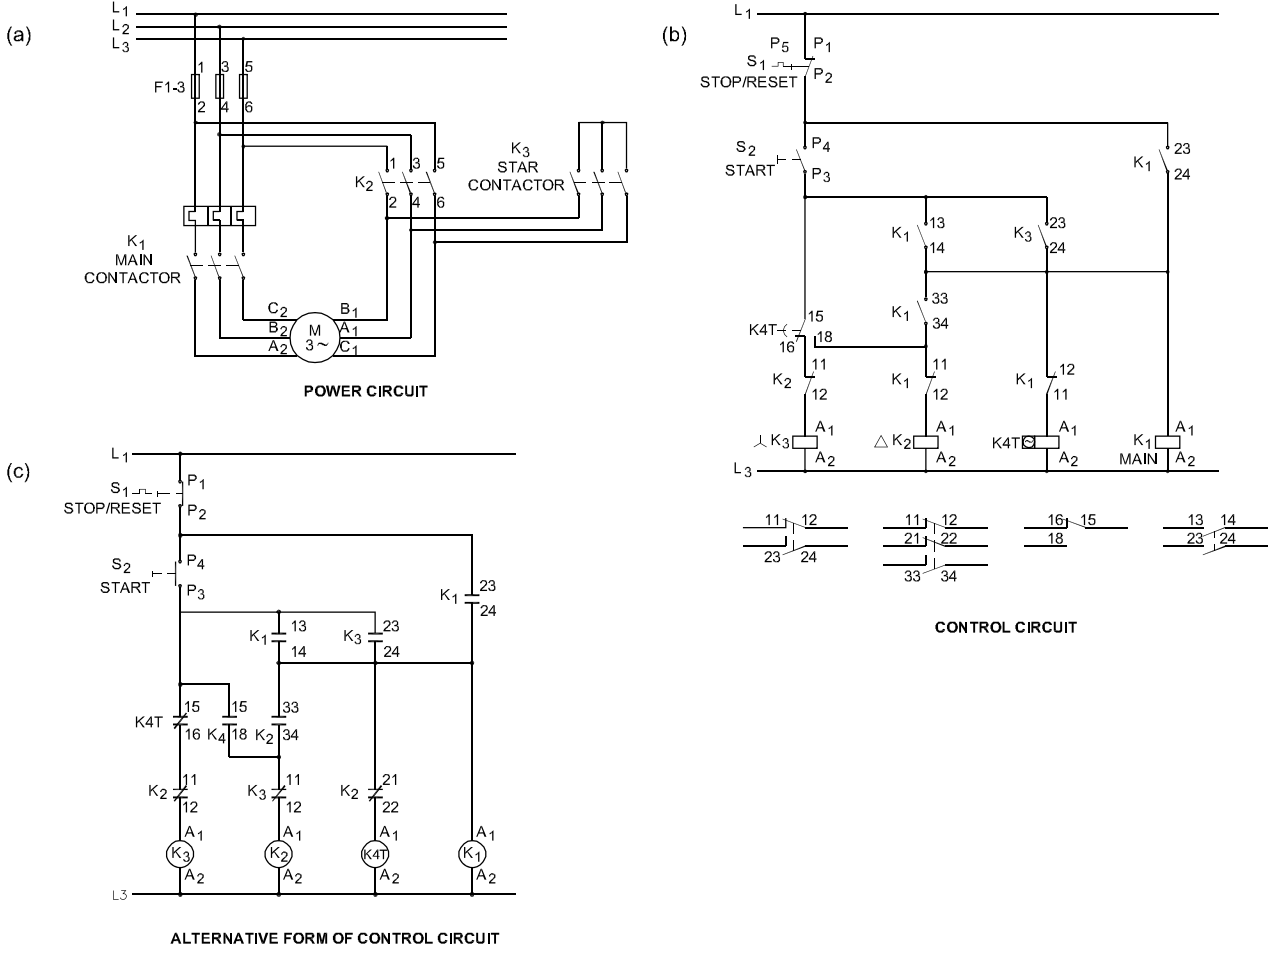 (a)
L1
L2
L3
F1-3
1 3 5
2 4 6
K3
STAR
CONTACTOR
1 3 5
K2
2 4 6
K1
MAIN
CONTACTOR
C2 B1
B2 M A1
A2 3~ C1
POWER CIRCUIT
(b)
L1
P5 P1
S1
STOP/RESET P2
S2 P4
START P3
K1 23
24
K1 13
14
K3 23
24
K1 33
34
K4T 15
16 18
K2 11
12
K1 11
12
K1 12
11
K3 A1
A2
K2 A1
A2
K4T A1
A2
K1 A1
MAIN A2
L3
11 12
23 24
11 12
21 22
33 34
16 15
18
13 14
23 24
CONTROL CIRCUIT
(c)
L1
S1 P1
STOP/RESET P2
S2 P4
START P3
K1 23
24
K1 13
14
K3 23
24
K4T 15
16
15
K4 18
33
K2 34
K2 11
12
K3 11
12
K2 21
22
A1 A1 A1 A1
K3 K2 K4T K1
A2 A2 A2 A2
L3
ALTERNATIVE FORM OF CONTROL CIRCUIT